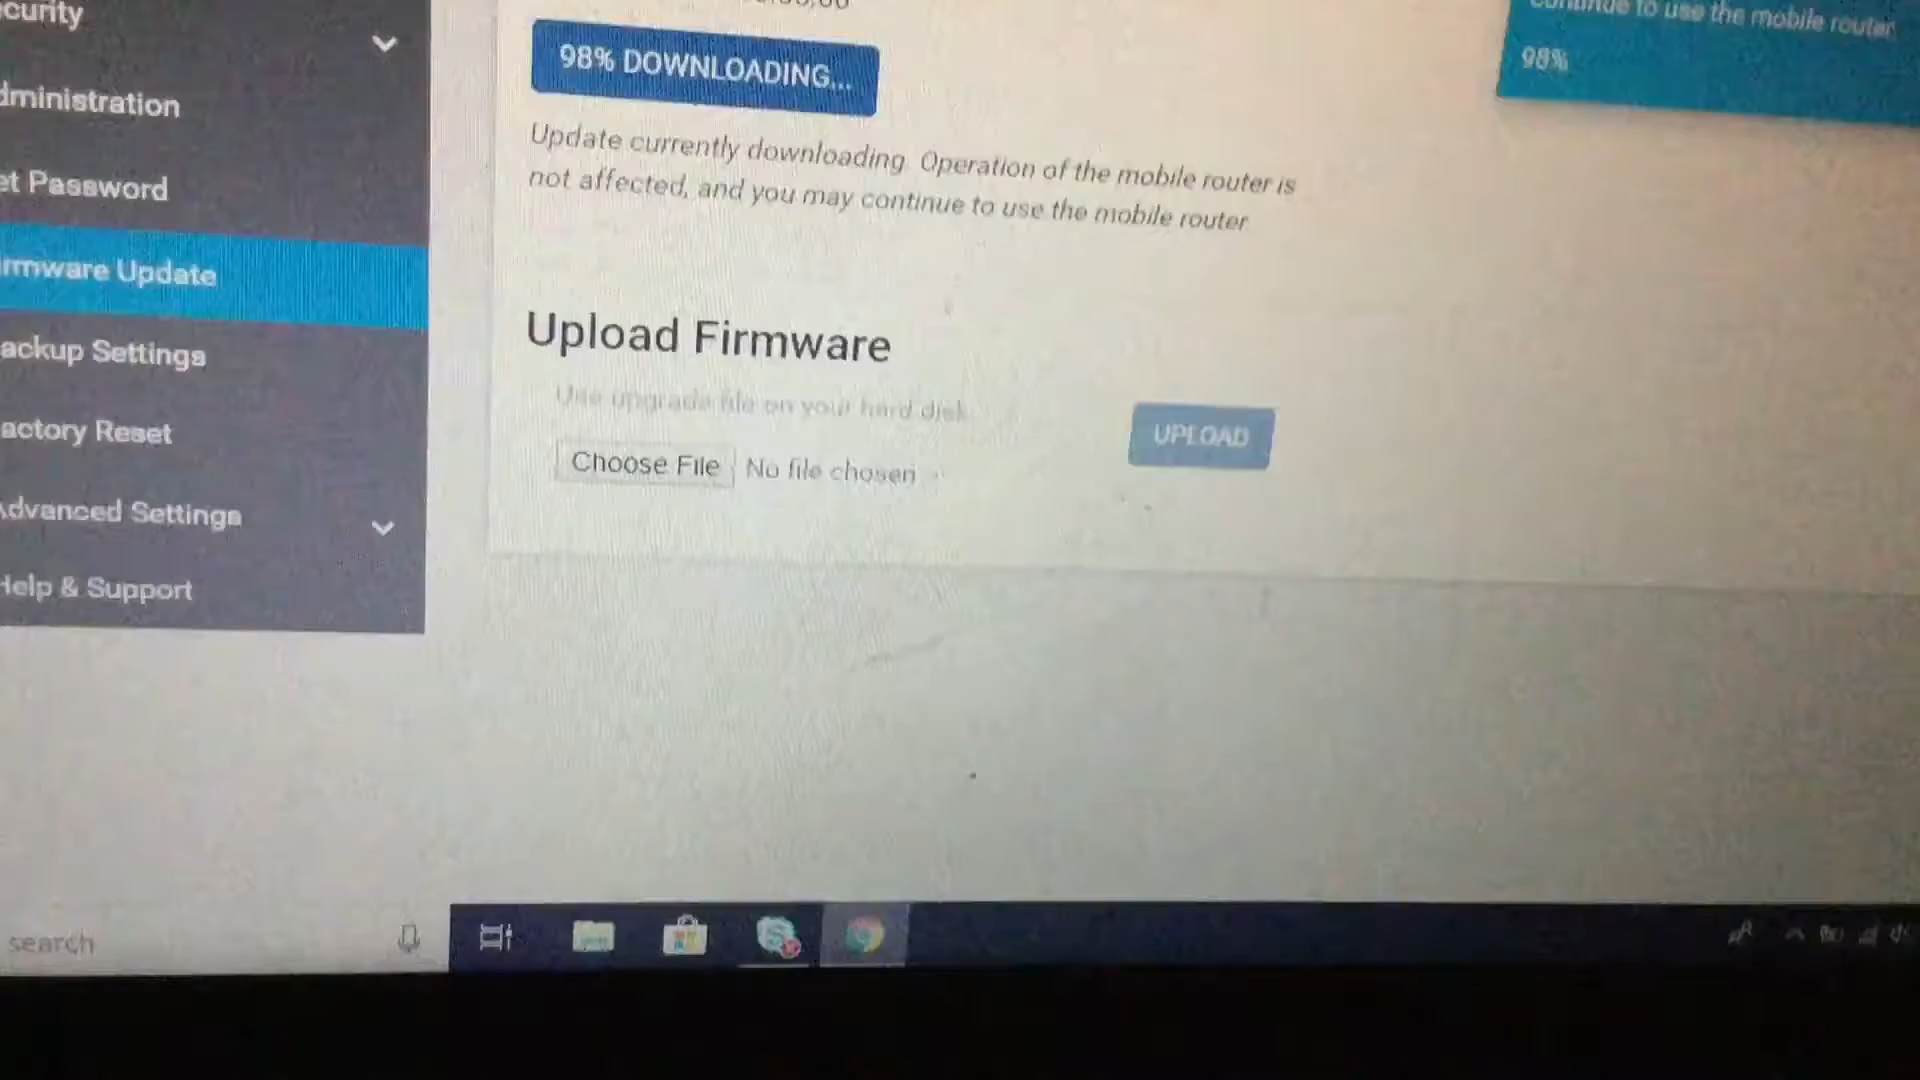 curity
dministration
et Password
rmware Update
ackup Settings
actory Reset
Advanced Settings
Help & Support
98% DOWNLOADING...
Update currently downloading. Operation of the mobile router is
not affected, and you may continue to use the mobile router
Upload Firmware
Use upgrade file on your hard disk
Choose File No file chosen
UPLOAD
continue to use the mobile router.
98%
search